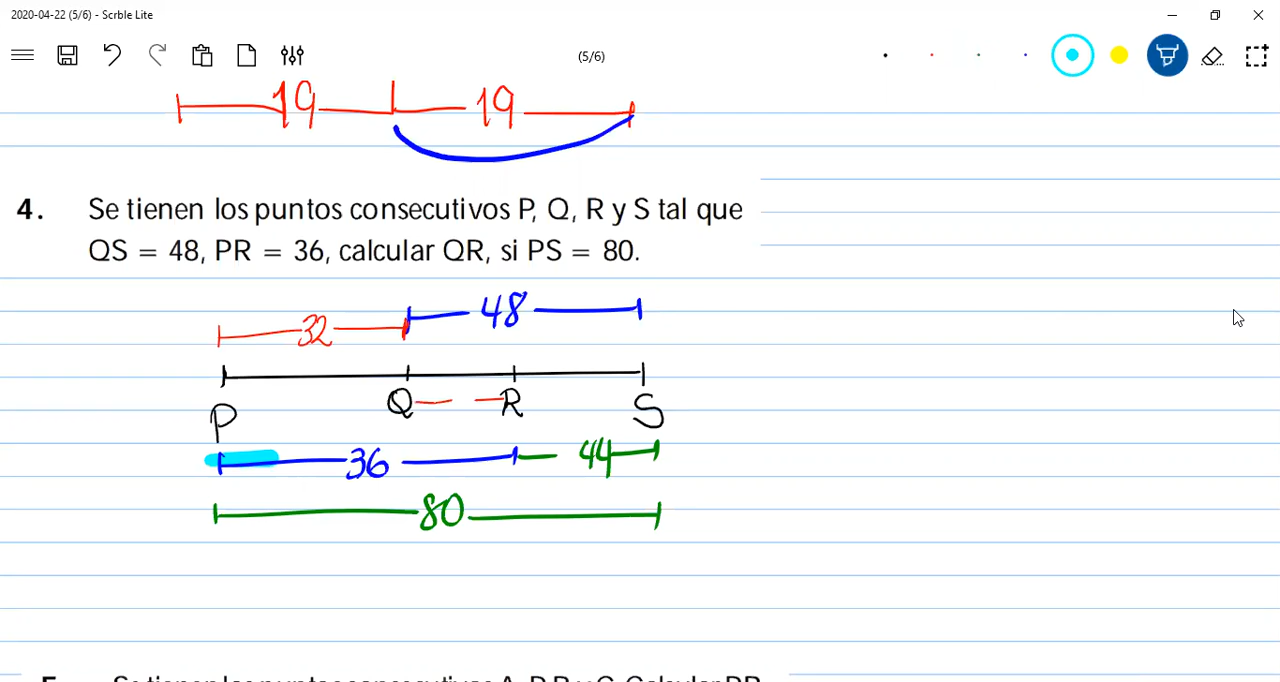 2020-04-22 (5/6) - Scrble Lite
(5/6)
19 19
4. Se tienen los puntos consecutivos P, Q, R y S tal que
QS = 48, PR = 36, calcular QR, si PS = 80.
32 48
P Q R S
36 44
80